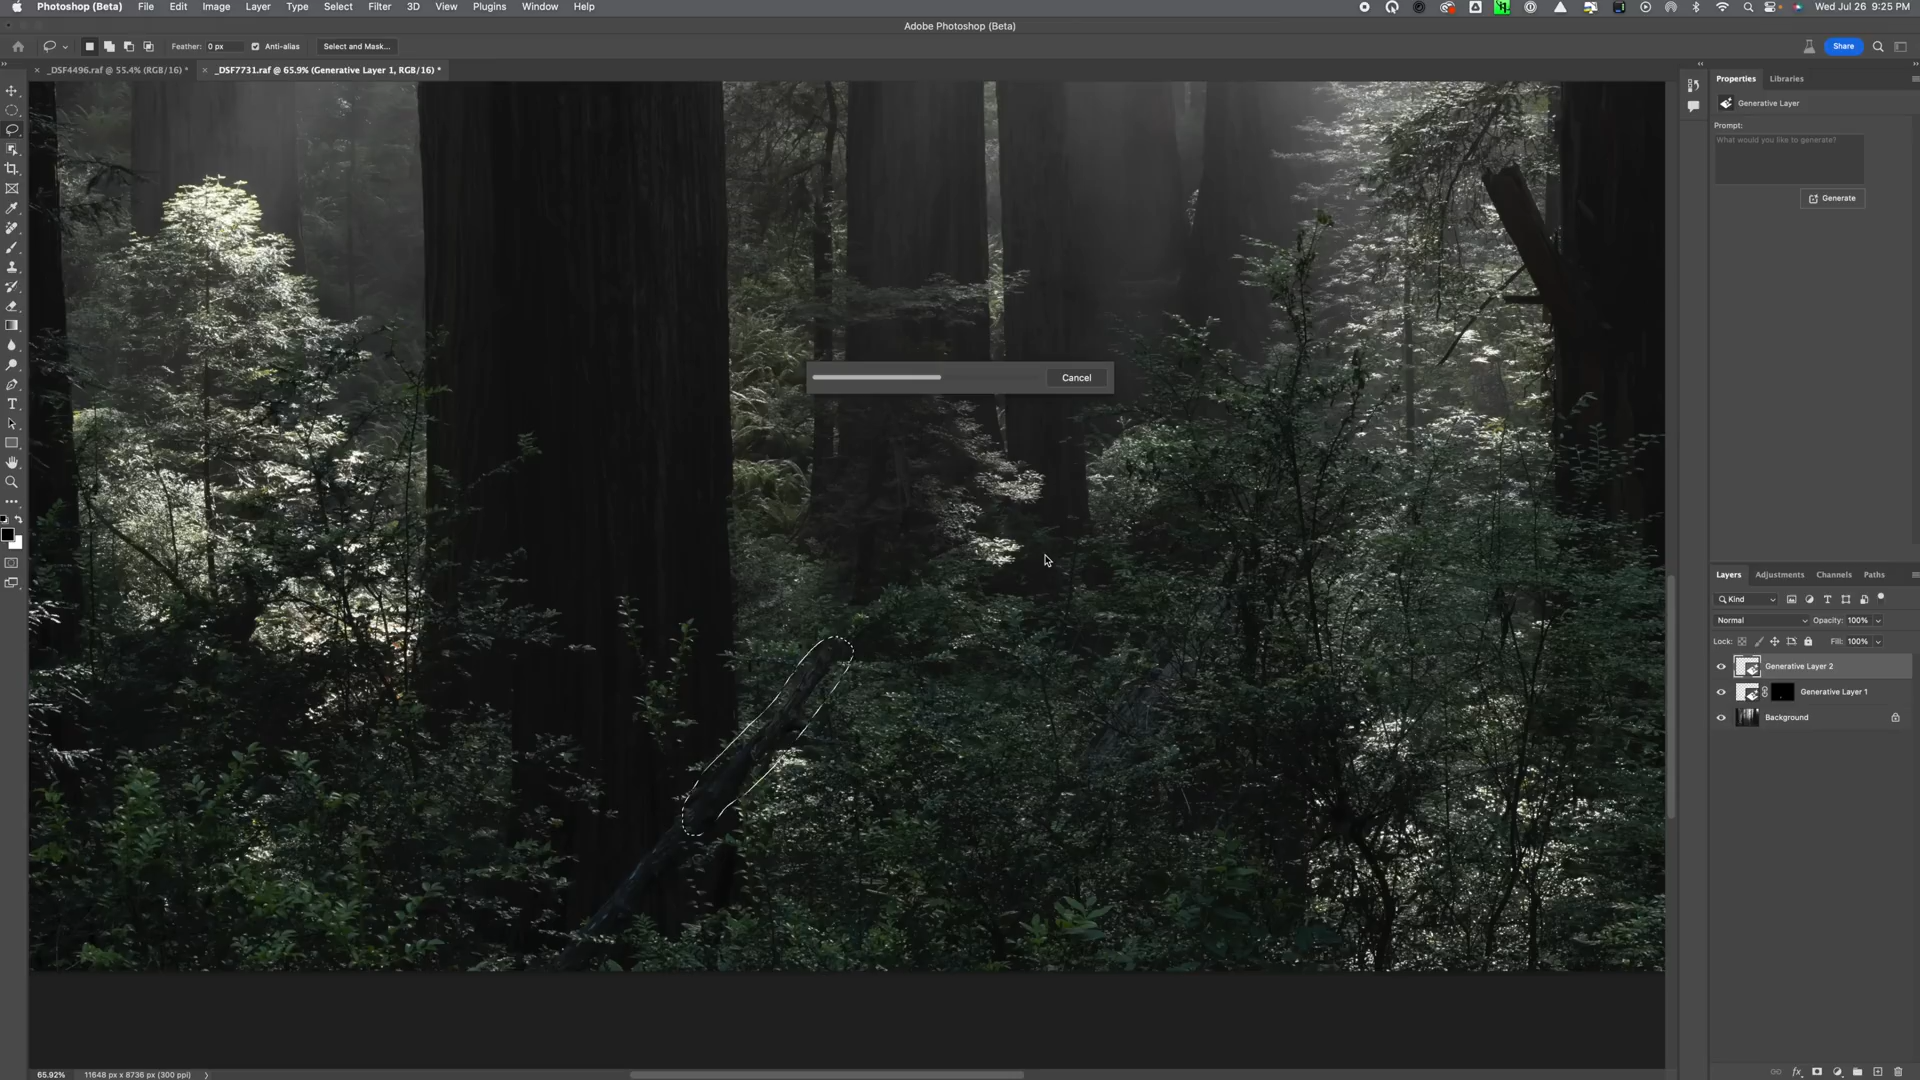 Photoshop (Beta) File Edit Image Layer Type Select Filter 3D View Plugins Window Help Wed Jul 26 9:25 PM
Adobe Photoshop (Beta)
Feather: 0 px Anti-alias Select and Mask... Share
_DSF4496.raf @ 55.4% (RGB/16) * _DSF7731.raf @ 65.9% (Generative Layer 1, RGB/16) *
Properties Libraries
Generative Layer
Prompt:
What would you like to generate?
Generate
Cancel
Layers Adjustments Channels Paths
Kind
Normal Opacity: 100%
Lock: Fill: 100%
Generative Layer 2
Generative Layer 1
Background
65.92% 11648 px x 8736 px (300 ppi)